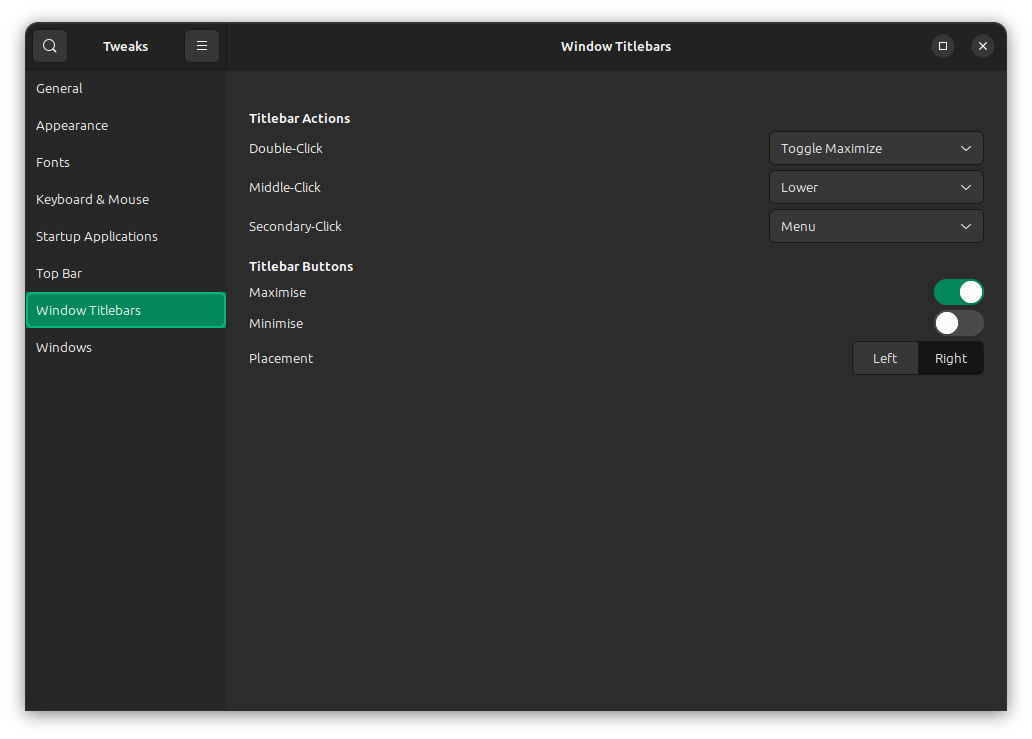 Tweaks
Window Titlebars
General
Appearance
Fonts
Keyboard & Mouse
Startup Applications
Top Bar
Window Titlebars
Windows
Titlebar Actions
Double-Click Toggle Maximize
Middle-Click Lower
Secondary-Click Menu
Titlebar Buttons
Maximise
Minimise
Placement Left Right